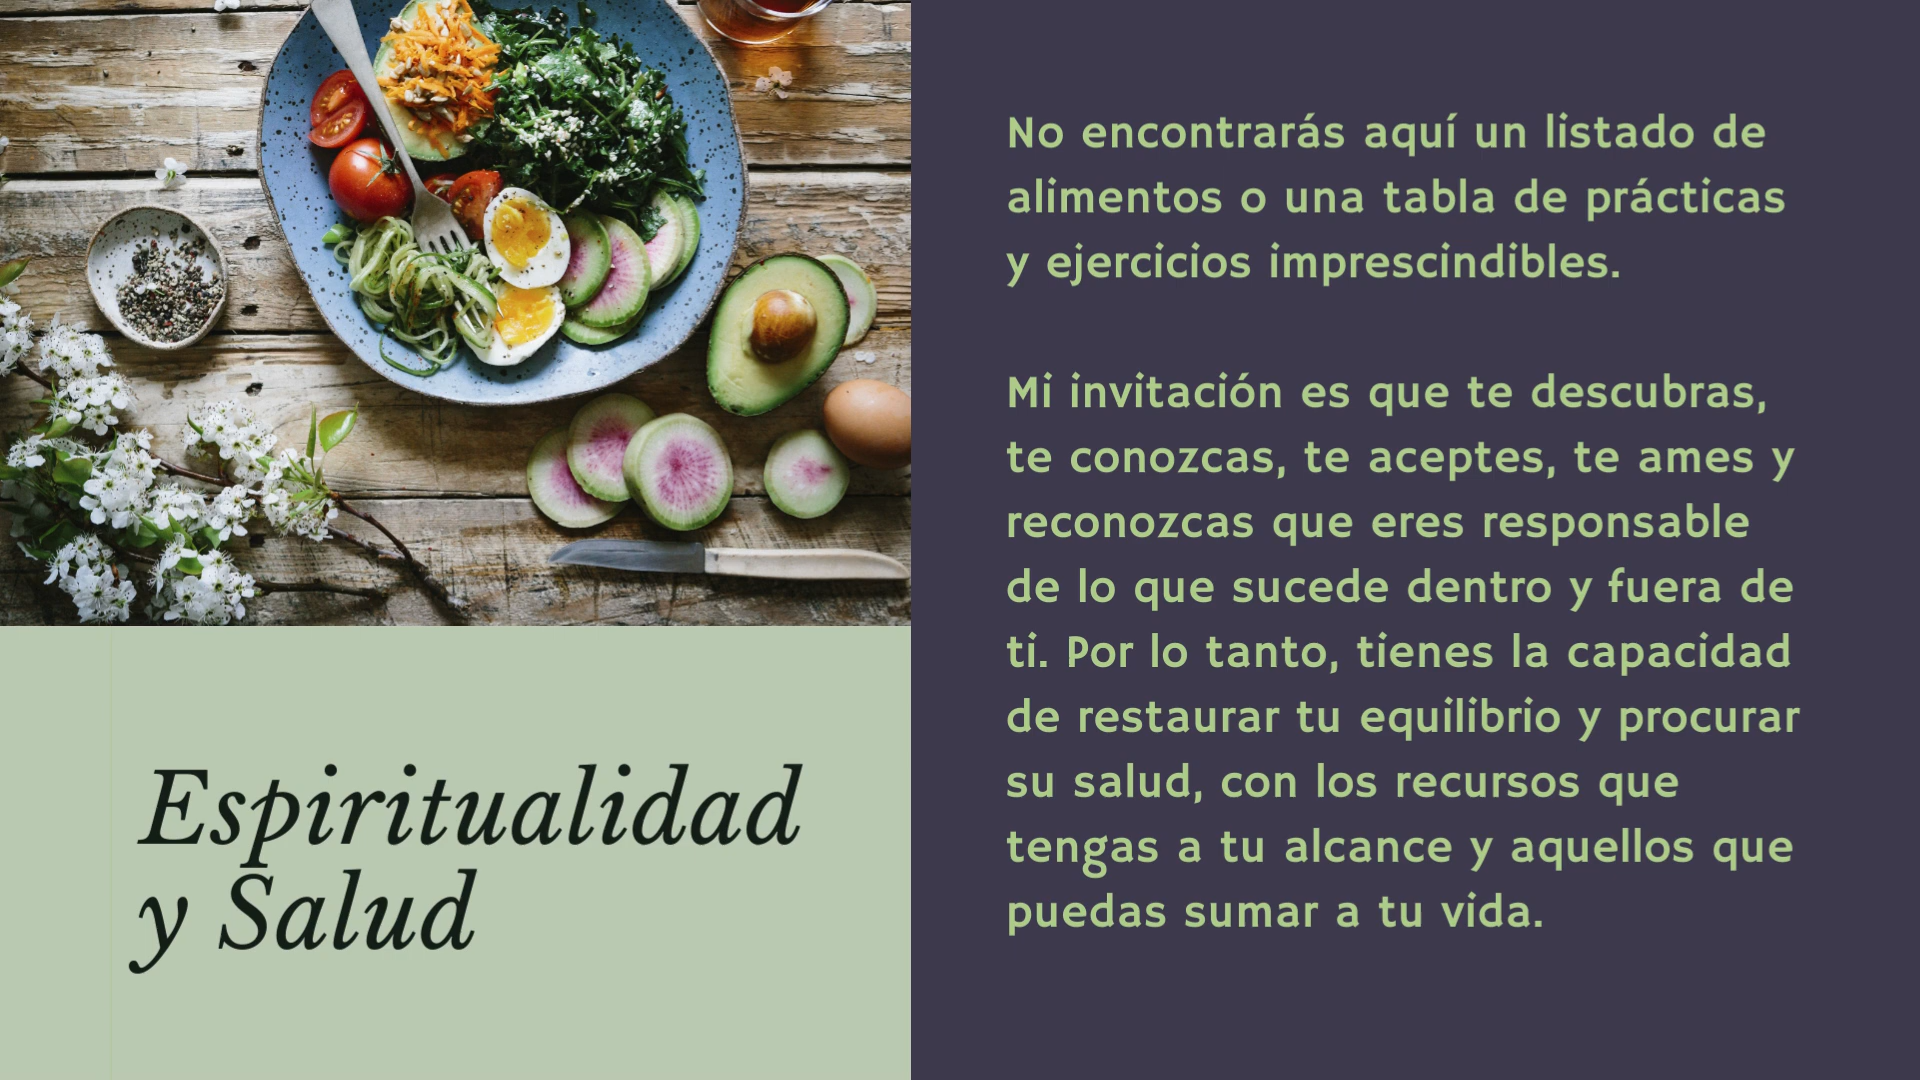 Espiritualidad
y Salud
No encontrarás aquí un listado de
alimentos o una tabla de prácticas
y ejercicios imprescindibles.
Mi invitación es que te descubras,
te conozcas, te aceptes, te ames y
reconozcas que eres responsable
de lo que sucede dentro y fuera de
ti. Por lo tanto, tienes la capacidad
de restaurar tu equilibrio y procurar
su salud, con los recursos que
tengas a tu alcance y aquellos que
puedas sumar a tu vida.